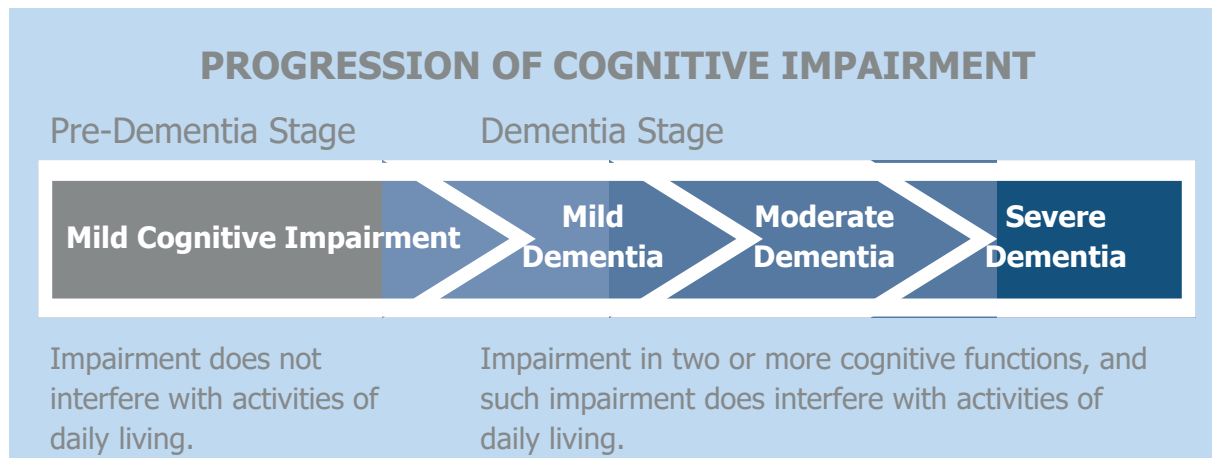 PROGRESSION OF COGNITIVE IMPAIRMENT
Pre-Dementia Stage
Dementia Stage
Mild Cognitive Impairment
Mild
Dementia
Moderate
Dementia
Severe
Dementia
Impairment does not
interfere with activities of
daily living.
Impairment in two or more cognitive functions, and
such impairment does interfere with activities of
daily living.